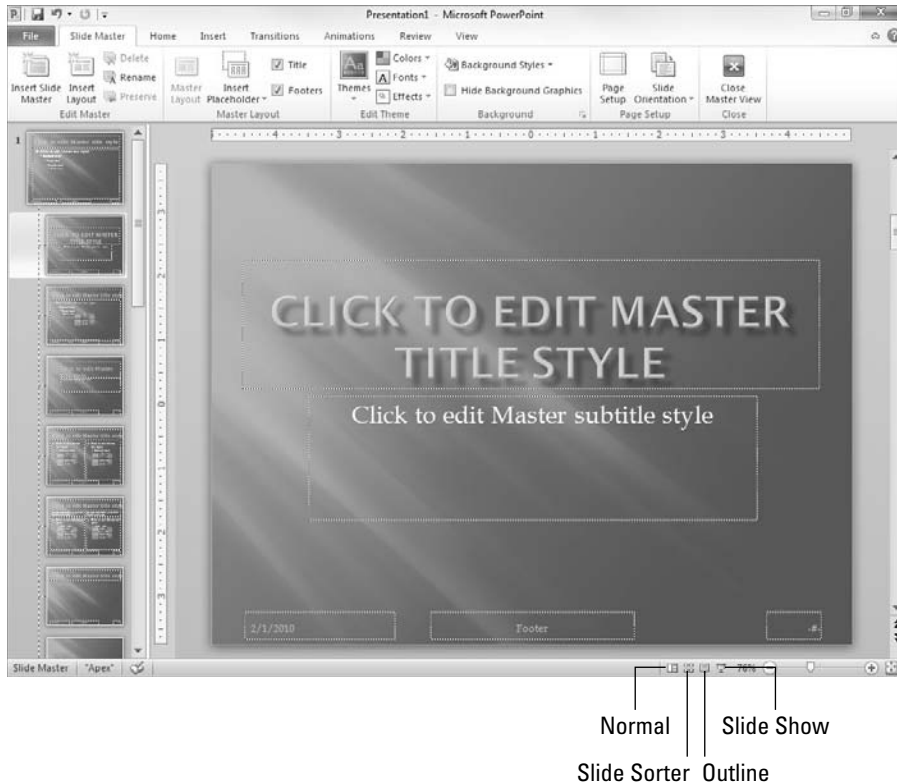 Presentation1 - Microsoft PowerPoint
File Slide Master Home Insert Transitions Animations Review View
Insert Slide Master
Insert Layout
Delete
Rename
Preserve
Edit Master
Master Layout
Insert Placeholder
Title
Footers
Master Layout
Themes
Colors
Fonts
Effects
Edit Theme
Background Styles
Hide Background Graphics
Background
Page Setup
Slide Orientation
Page Setup
Close Master View
Close
1
CLICK TO EDIT MASTER
TITLE STYLE
Click to edit Master subtitle style
2/1/2010
Footer
‹#›
Slide Master "Apex"
76%
Normal
Slide Show
Slide Sorter
Outline